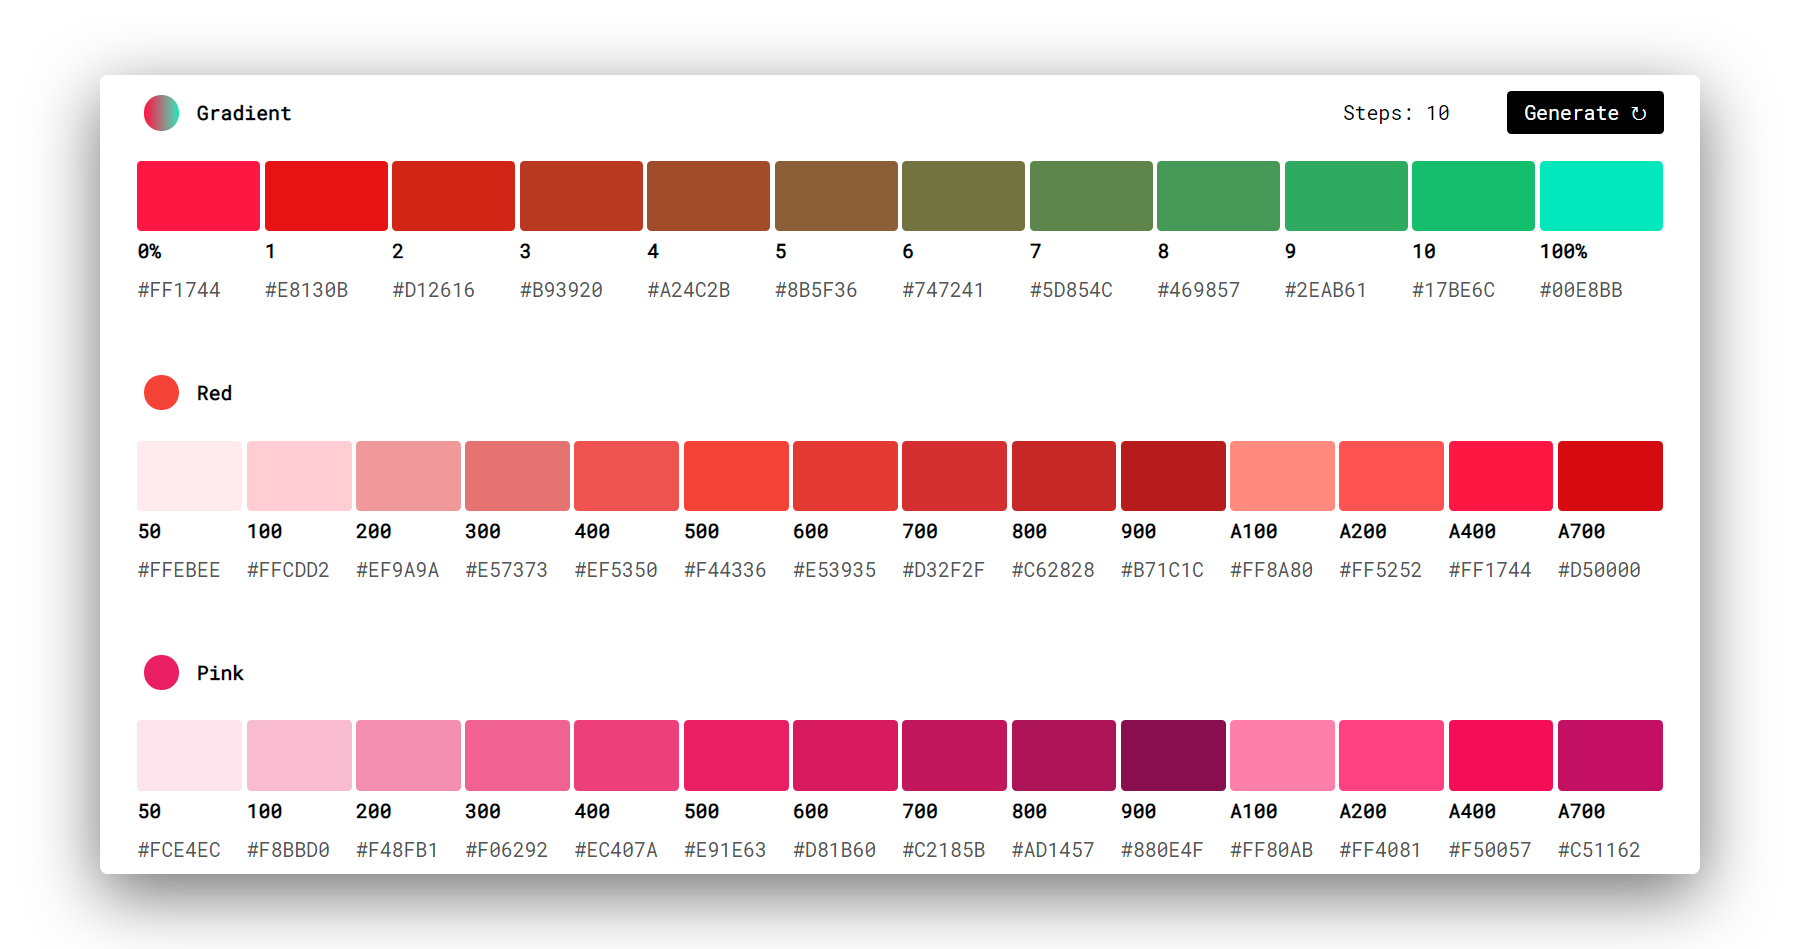 Gradient Steps: 10 Generate ↻
0% 1 2 3 4 5 6 7 8 9 10 100%
#FF1744 #E8130B #D12616 #B93920 #A24C2B #8B5F36 #747241 #5D854C #469857 #2EAB61 #17BE6C #00E8BB
Red
50 100 200 300 400 500 600 700 800 900 A100 A200 A400 A700
#FFEBEE #FFCDD2 #EF9A9A #E57373 #EF5350 #F44336 #E53935 #D32F2F #C62828 #B71C1C #FF8A80 #FF5252 #FF1744 #D50000
Pink
50 100 200 300 400 500 600 700 800 900 A100 A200 A400 A700
#FCE4EC #F8BBD0 #F48FB1 #F06292 #EC407A #E91E63 #D81B60 #C2185B #AD1457 #880E4F #FF80AB #FF4081 #F50057 #C51162